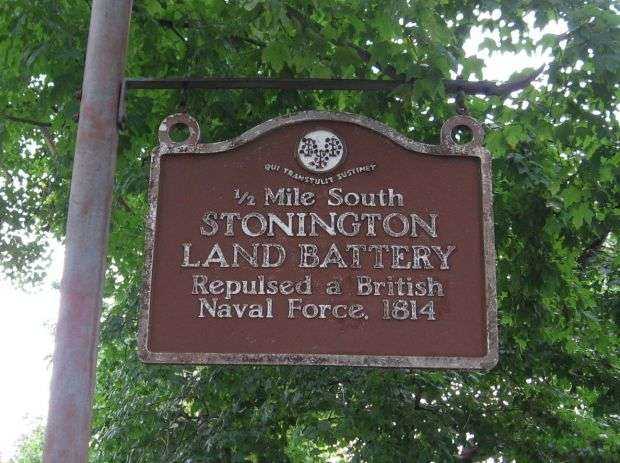 QUI TRANSTULIT SUSTINET
½ Mile South
STONINGTON
LAND BATTERY
Repulsed a British
Naval Force, 1814